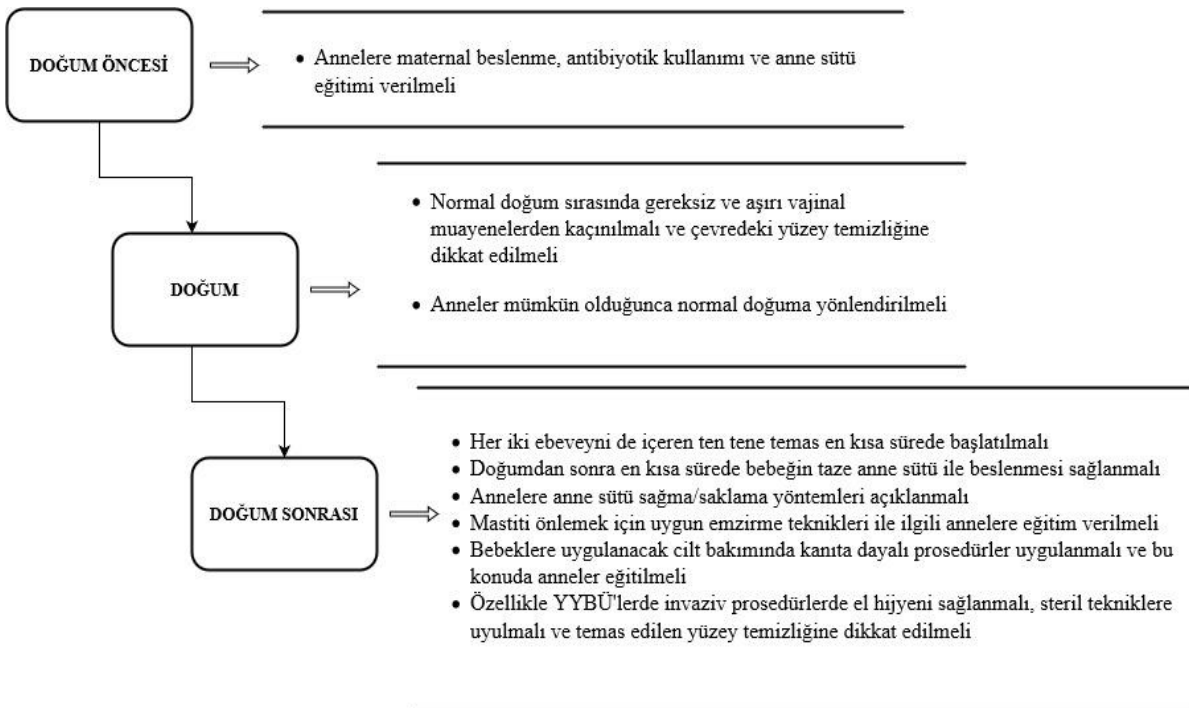 DOĞUM ÖNCESİ
• Annelere maternal beslenme, antibiyotik kullanımı ve anne sütü
eğitimi verilmeli
DOĞUM
• Normal doğum sırasında gereksiz ve aşırı vajinal
muayenelerden kaçınılmalı ve çevredeki yüzey temizliğine
dikkat edilmeli
• Anneler mümkün olduğunca normal doğuma yönlendirilmeli
DOĞUM SONRASI
• Her iki ebeveyni de içeren ten tene temas en kısa sürede başlatılmalı
• Doğumdan sonra en kısa sürede bebeğin taze anne sütü ile beslenmesi sağlanmalı
• Annelere anne sütü sağma/saklama yöntemleri açıklanmalı
• Mastiti önlemek için uygun emzirme teknikleri ile ilgili annelere eğitim verilmeli
• Bebeklere uygulanacak cilt bakımında kanıta dayalı prosedürler uygulanmalı ve bu
konuda anneler eğitilmeli
• Özellikle YYBÜ'lerde invaziv prosedürlerde el hijyeni sağlanmalı, steril tekniklere
uyulmalı ve temas edilen yüzey temizliğine dikkat edilmeli